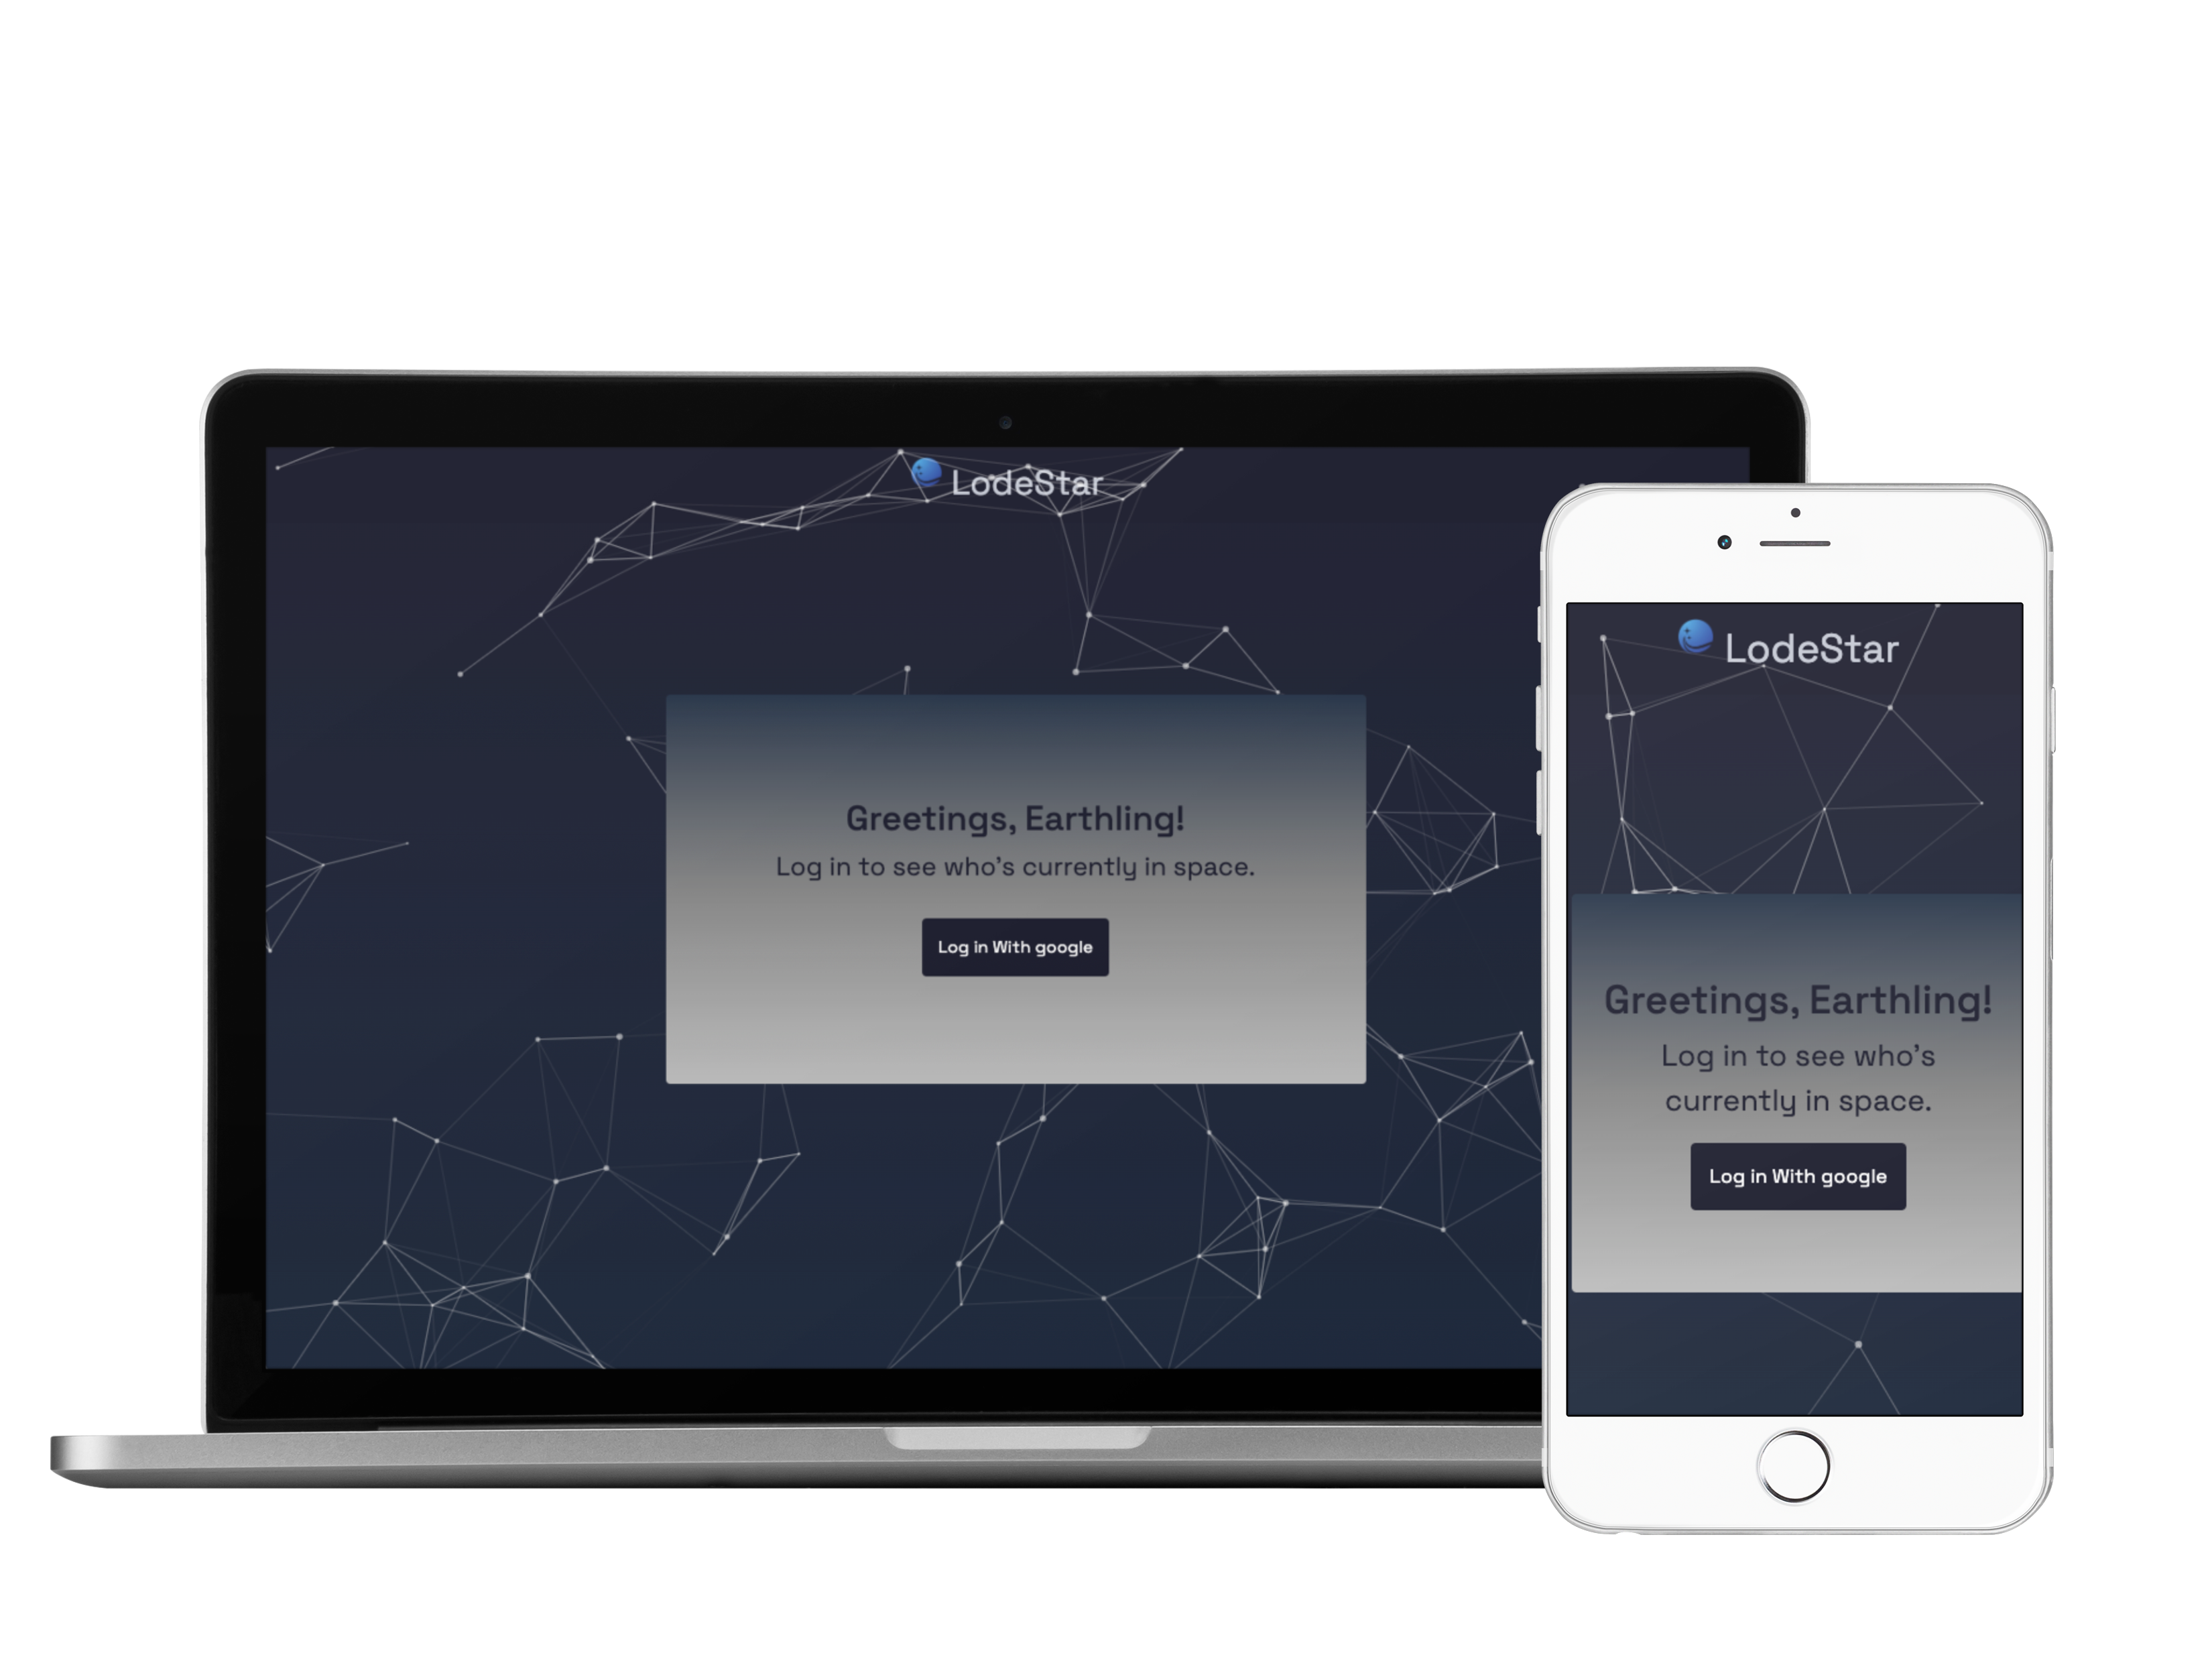 LodeStar
Greetings, Earthling!
Log in to see who's currently in space.
Log in With google
LodeStar
Greetings, Earthling!
Log in to see who's
currently in space.
Log in With google